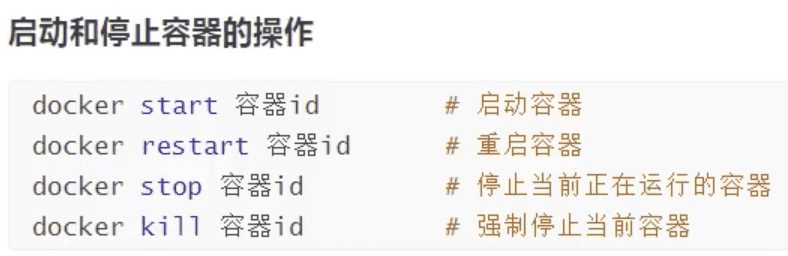 启动和停止容器的操作
docker start 容器id # 启动容器
docker restart 容器id # 重启容器
docker stop 容器id # 停止当前正在运行的容器
docker kill 容器id # 强制停止当前容器